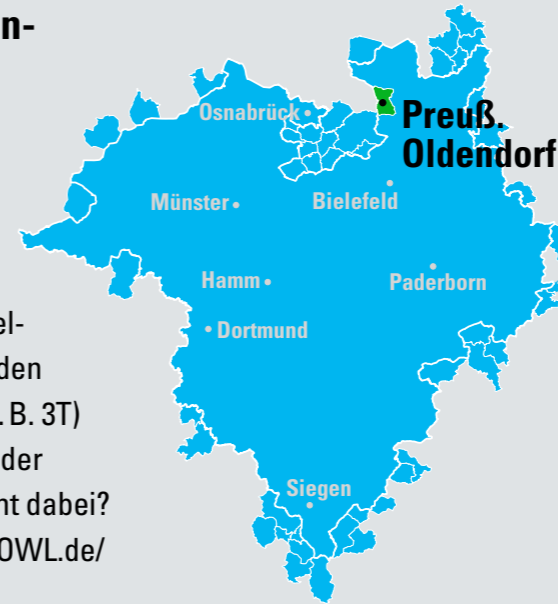 n-
Osnabrück
Preuß.
Oldendorf
Münster
Bielefeld
Hamm
Paderborn
Dortmund
el-
den
. B. 3T)
der
nt dabei?
Siegen
OWL.de/